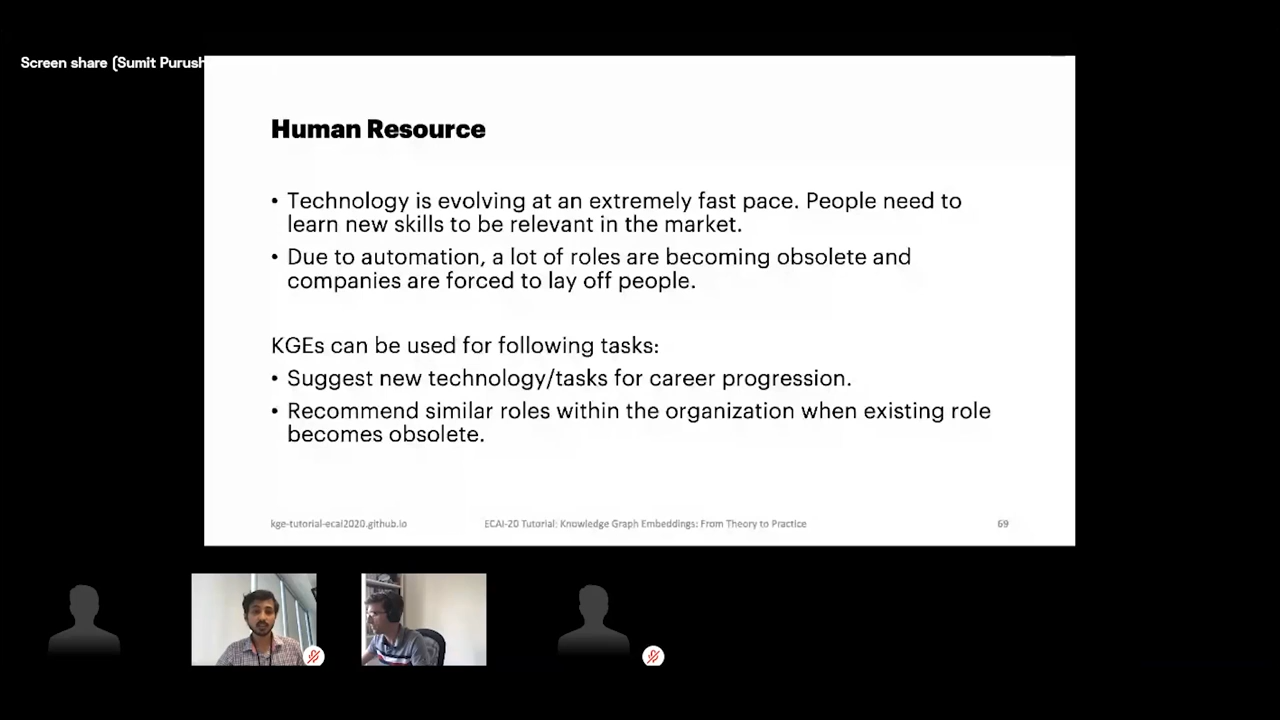 Screen share (Sumit Purush
Human Resource
• Technology is evolving at an extremely fast pace. People need to
learn new skills to be relevant in the market.
• Due to automation, a lot of roles are becoming obsolete and
companies are forced to lay off people.
KGEs can be used for following tasks:
• Suggest new technology/tasks for career progression.
• Recommend similar roles within the organization when existing role
becomes obsolete.
kge-tutorial-ecai2020.github.io
ECAI-20 Tutorial: Knowledge Graph Embeddings: From Theory to Practice
69